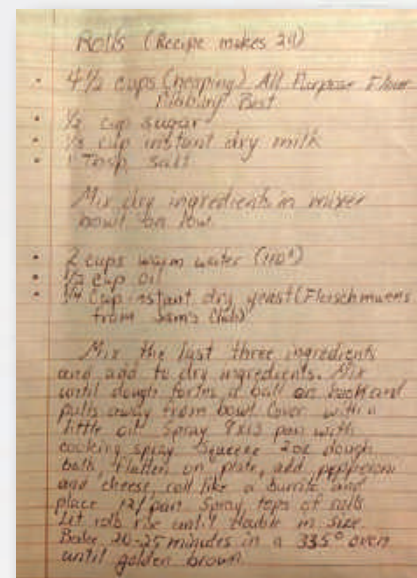 Rolls (Recipe makes 24)
4 1/2 cups (heaping) All Purpose Flour
Pillsbury Best
1/2 cup sugar
1/3 cup instant dry milk
1 Tbsp salt
Mix dry ingredients in mixer
bowl on low.
2 cups warm water (110°)
1/2 cup oil
1/4 cup instant dry yeast (Fleischmanns
from Sam's Club)
Mix the last three ingredients
and add to dry ingredients. Mix
until dough forms a ball on hook and
pulls away from bowl. Cover with a
little oil. Spray 9x13 pan with
cooking spray. Squeeze 2oz dough
balls, flatten on plate, add pepperoni
and cheese, roll like a burrito and
place 12/pan. Spray tops of rolls
Let rolls rise until double in size.
Bake 20-25 minutes in a 335° oven
until golden brown.